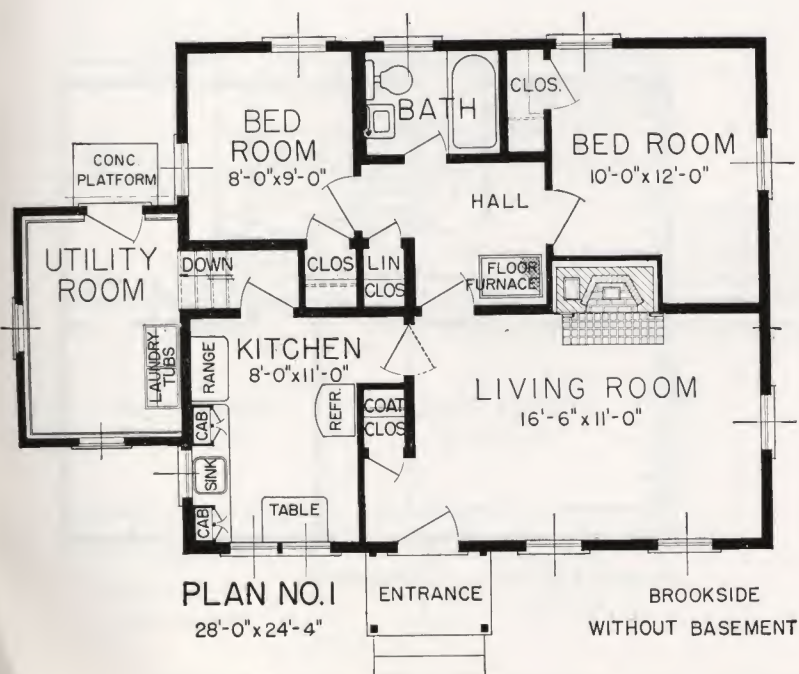 BED
ROOM
8'-0"x9'-0"
BATH
CLOS.
BED ROOM
10'-0"x12'-0"
HALL
CONC
PLATFORM
UTILITY
ROOM
DOWN
CLOS
LIN
CLOS
FLOOR
FURNACE
LAUNDRY
TUBS
RANGE
KITCHEN
8'-0"x11'-0"
REFR.
COAT
CLOS
LIVING ROOM
16'-6"x11'-0"
CAB
SINK
CAB
TABLE
PLAN NO.1
28'-0"x24'-4"
ENTRANCE
BROOKSIDE
WITHOUT BASEMENT